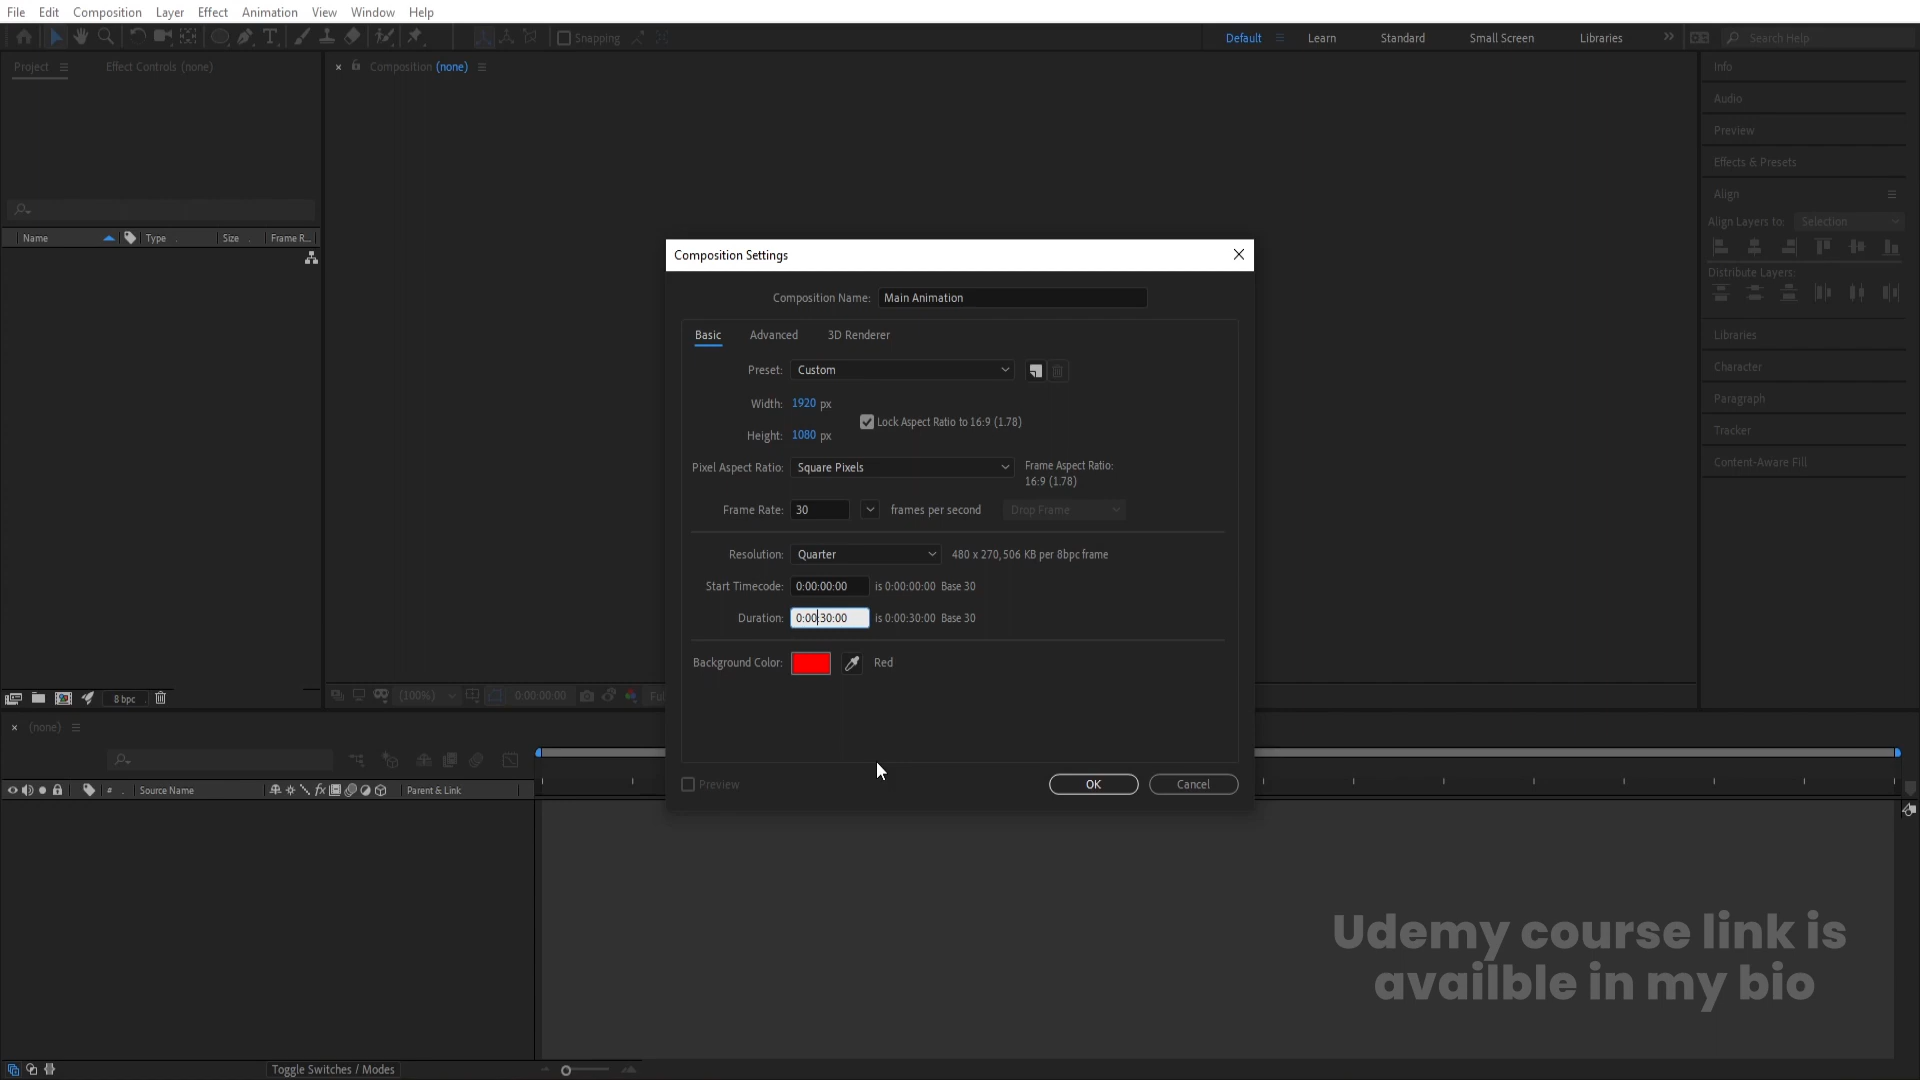 File Edit Composition Layer Effect Animation View Window Help
Snapping Default Learn Standard Small Screen Libraries Search Help
Project Effect Controls (none) Composition (none) Info
Audio
Preview
Effects & Presets
Align
Align Layers to: Selection
Name Type Size Frame R...
Distribute Layers:
Libraries
Character
Paragraph
Tracker
Content-Aware Fill
Composition Settings
Composition Name: Main Animation
Basic Advanced 3D Renderer
Preset: Custom
Width: 1920 px
Lock Aspect Ratio to 16:9 (1.78)
Height: 1080 px
Pixel Aspect Ratio: Square Pixels Frame Aspect Ratio:
16:9 (1.78)
Frame Rate: 30 frames per second Drop Frame
Resolution: Quarter 480 x 270, 506 KB per 8bpc frame
Start Timecode: 0:00:00:00 is 0:00:00:00 Base 30
Duration: 0:00:30:00 is 0:00:30:00 Base 30
Background Color: Red
Preview OK Cancel
8 bpc (100%) 0:00:00:00 Ful
(none)
# Source Name fx Parent & Link
Udemy course link is
availble in my bio
Toggle Switches / Modes